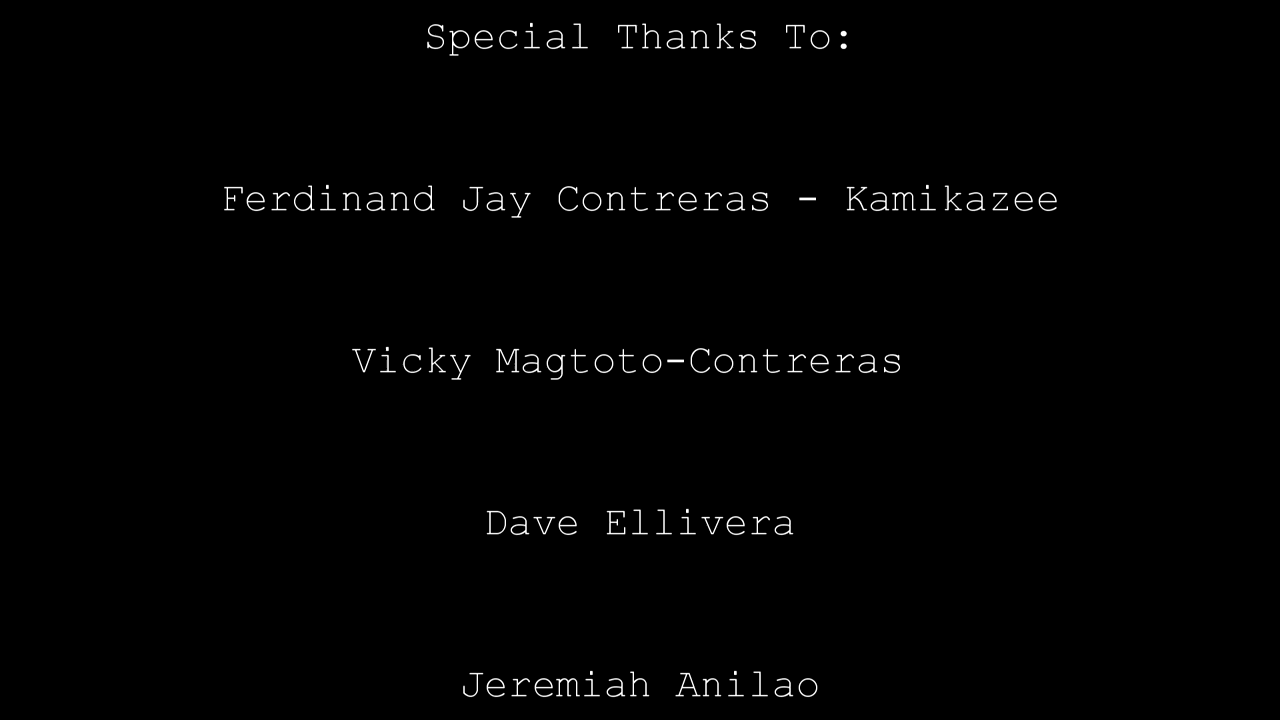 Special Thanks To:
Ferdinand Jay Contreras - Kamikazee
Vicky Magtoto-Contreras
Dave Ellivera
Jeremiah Anilao